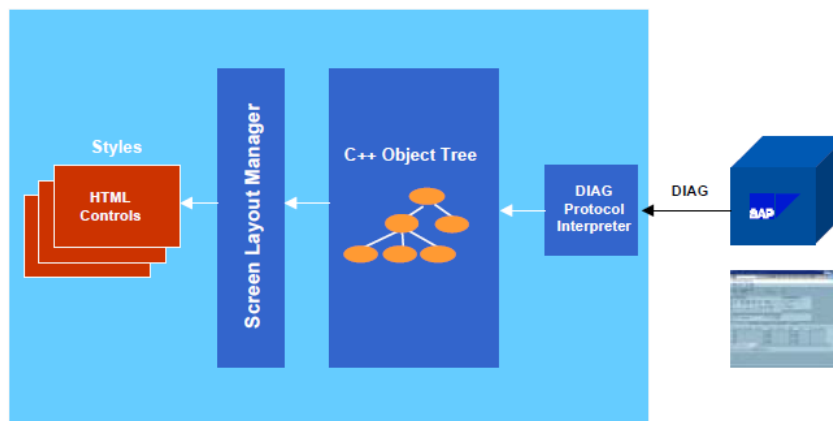 Styles
HTML
Controls
Screen Layout Manager
C++ Object Tree
DIAG
Protocol
Interpreter
DIAG
SAP